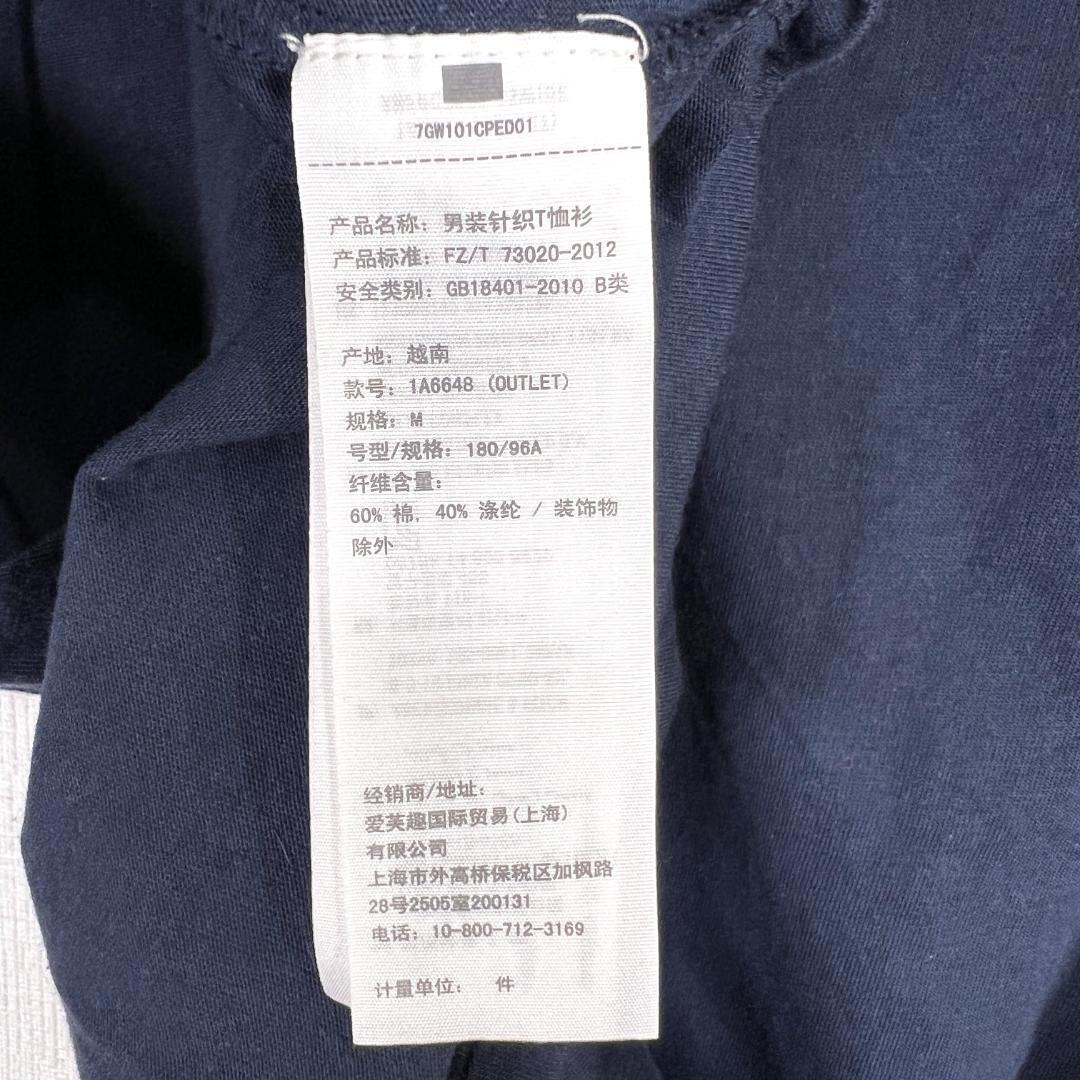 7GW101CPED01
产品名称：男装针织T恤衫
产品标准：FZ/T 73020-2012
安全类别：GB18401-2010 B类
产地：越南
款号：1A6648 (OUTLET)
规格：M
号型/规格：180/96A
纤维含量：
60% 棉, 40% 涤纶 / 装饰物
除外
经销商/地址：
爱芙趣国际贸易(上海)
有限公司
上海市外高桥保税区加枫路
28号2505室200131
电话：10-800-712-3169
计量单位： 件